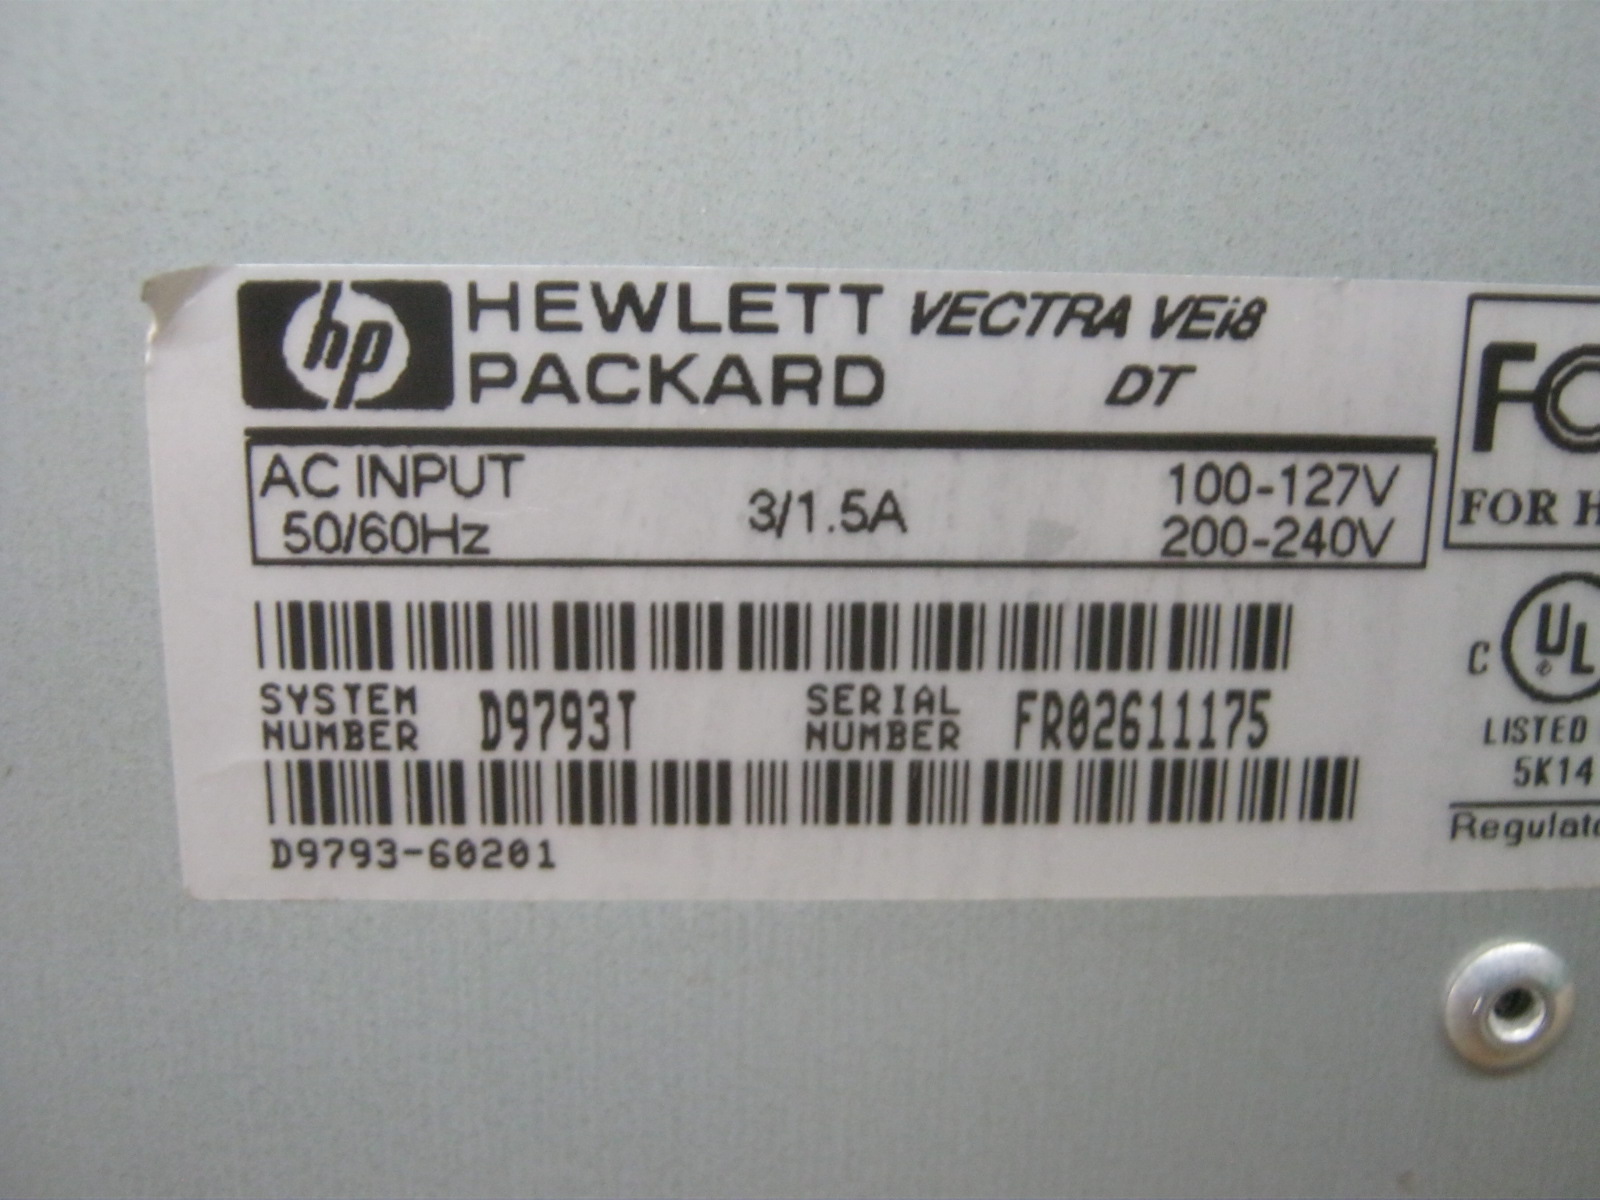 hp HEWLETT PACKARD VECTRA VEi8 DT
AC INPUT 50/60Hz
3/1.5A
100-127V
200-240V
SYSTEM NUMBER D9793T
SERIAL NUMBER FR02611175
D9793-60201
FC
FOR H
C UL
LISTED
5K14
Regulato